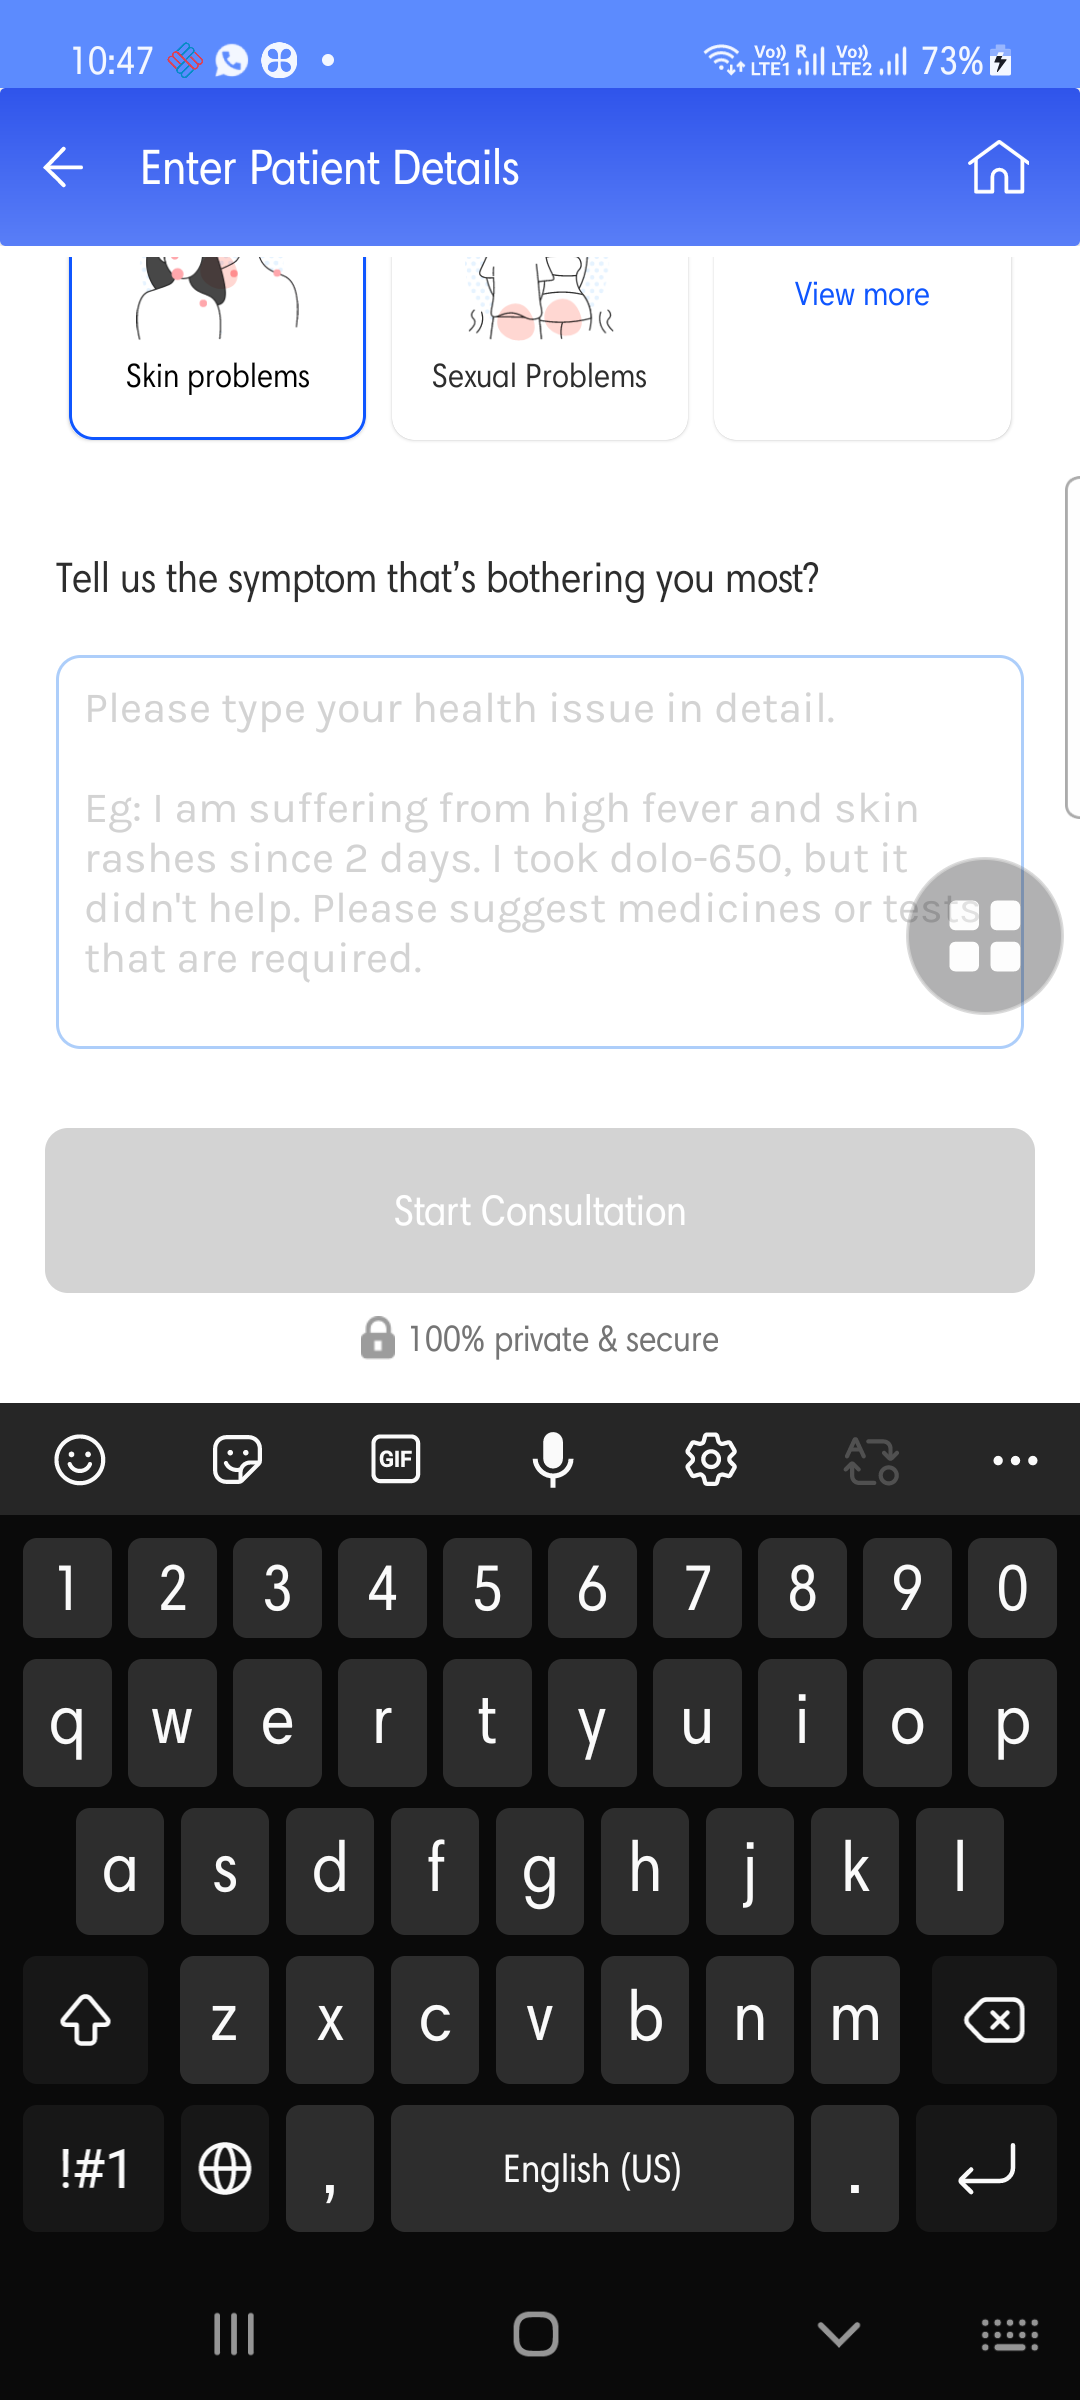 10:47
Vo)) R Vo)) 73%
LTE1 LTE2
Enter Patient Details
View more
Skin problems
Sexual Problems
Tell us the symptom that's bothering you most?
Please type your health issue in detail.
Eg: I am suffering from high fever and skin
rashes since 2 days. I took dolo-650, but it
didn't help. Please suggest medicines or tests
that are required.
Start Consultation
100% private & secure
GIF
1 2 3 4 5 6 7 8 9 0
q w e r t y u i o p
a s d f g h j k l
z x c v b n m
!#1 , English (US) .